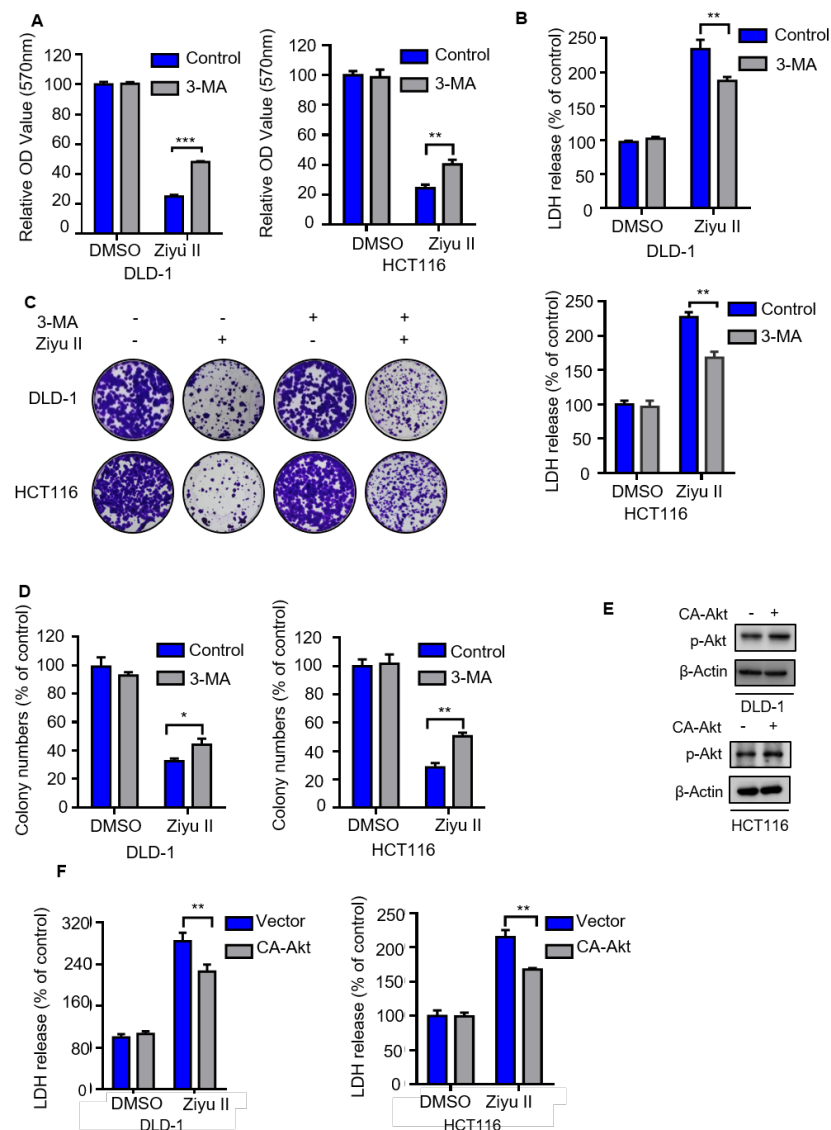 A
Relative OD Value (570nm)
120
100
80
60
40
20
0
Control
3-MA
***
DMSO Ziyu II
DLD-1
Relative OD Value (570nm)
120
100
80
60
40
20
0
Control
3-MA
**
DMSO Ziyu II
HCT116
B
LDH release (% of control)
250
200
150
100
50
0
**
Control
3-MA
DMSO Ziyu II
DLD-1
LDH release (% of control)
250
200
150
100
50
0
**
Control
3-MA
DMSO Ziyu II
HCT116
C
3-MA - - + +
Ziyu II - + - +
DLD-1
HCT116
D
Colony numbers (% of control)
120
100
80
60
40
20
0
Control
3-MA
*
DMSO Ziyu II
DLD-1
Colony numbers (% of control)
120
100
80
60
40
20
0
Control
3-MA
**
DMSO Ziyu II
HCT116
E
CA-Akt - +
p-Akt
β-Actin
DLD-1
CA-Akt - +
p-Akt
β-Actin
HCT116
F
LDH release (% of control)
320
240
160
80
0
**
Vector
CA-Akt
DMSO Ziyu II
DLD-1
LDH release (% of control)
250
200
150
100
50
0
**
Vector
CA-Akt
DMSO Ziyu II
HCT116